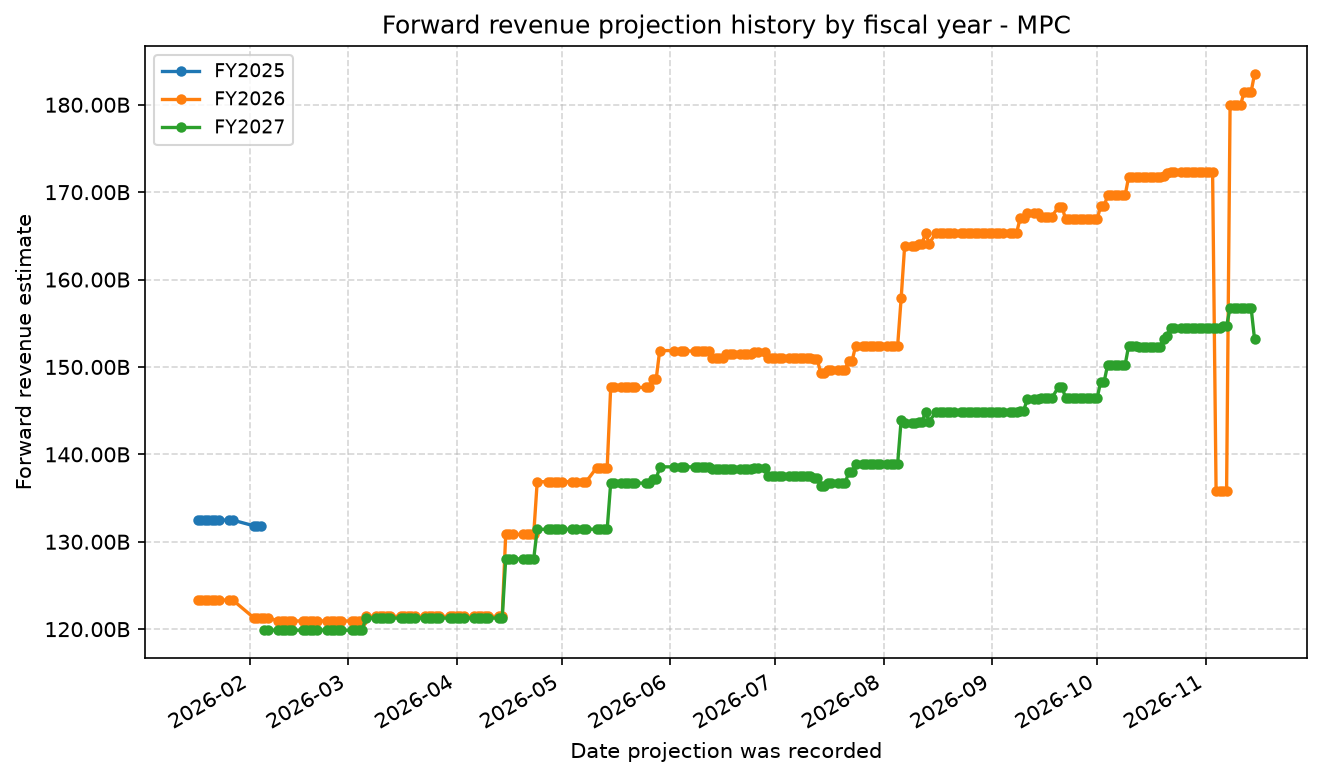 Forward revenue projection history by fiscal year - MPC
FY2025
FY2026
FY2027
Forward revenue estimate
180.00B
170.00B
160.00B
150.00B
140.00B
130.00B
120.00B
2026-02
2026-03
2026-04
2026-05
2026-06
2026-07
2026-08
2026-09
2026-10
2026-11
Date projection was recorded